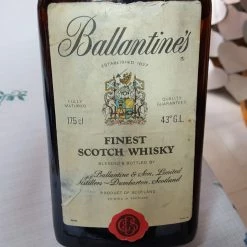 Ballantine's
ESTABLISHED 1827
FULLY
MATURED
QUALITY
GUARANTEED
175 cl
43° G.L.
FINEST
SCOTCH WHISKY
BLENDED & BOTTLED BY
Ballantine & Son, Limited
Distillers ~ Dumbarton, Scotland
PRODUCT OF SCOTLAND